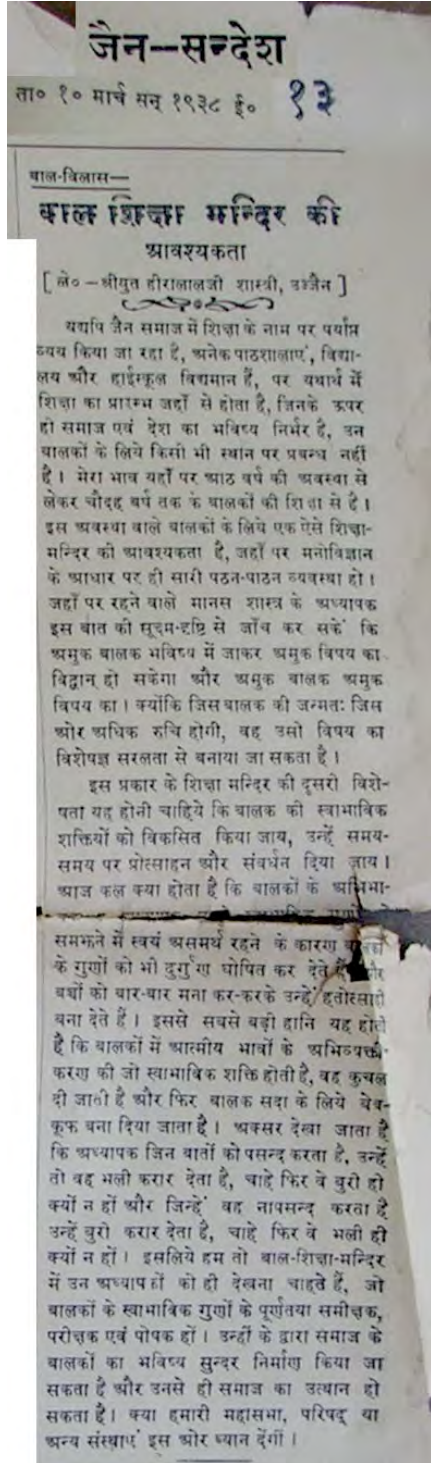 जैन-सन्देश
ता० १० मार्च सन् १९३८ ई० १३
बाल-विलास—
बाल शिक्षा मन्दिर की
आवश्यकता
[ ले० – श्रीयुत हीरालालजी शास्त्री, उज्जैन ]
यद्यपि जैन समाज में शिक्षा के नाम पर पर्याप्त
व्यय किया जा रहा है, अनेक पाठशालाएं, विद्या-
लय और हाईस्कूल विद्यमान हैं, पर यथार्थ में
शिक्षा का प्रारम्भ जहाँ से होता है, जिनके ऊपर
हो समाज एवं देश का भविष्य निर्भर है, उन
बालकों के लिये किसी भी स्थान पर प्रबन्ध नहीं
है । मेरा भाव यहाँ पर आठ वर्ष की अवस्था से
लेकर चौदह बर्ष तक के बालकों की शिक्षा से है ।
इस अवस्था वाले बालकों के लिये एक ऐसे शिक्षा-
मन्दिर की आवश्यकता है, जहाँ पर मनोविज्ञान
के आधार पर ही सारी पठन-पाठन व्यवस्था हो ।
जहाँ पर रहने वाले मानस शास्त्र के अध्यापक
इस बात की सूक्ष्म-दृष्टि से जाँच कर सकें कि
अमुक बालक भविष्य में जाकर अमुक विषय का
विद्वान् हो सकेगा और अमुक बालक अमुक
विषय का । क्योंकि जिस बालक की जन्मतः जिस
ओर अधिक रुचि होगी, वह उसो विषय का
विशेषज्ञ सरलता से बनाया जा सकता है ।
इस प्रकार के शिक्षा मन्दिर की दूसरी विशे-
षता यह होनी चाहिये कि बालक की स्वाभाविक
शक्तियों को विकसित किया जाय, उन्हें समय-
समय पर प्रोत्साहन और संवर्धन दिया जाय ।
आज कल क्या होता है कि बालकों के अभिभा-
समझने में स्वयं असमर्थ रहने के कारण बालकों
के गुणों को भी दुर्गुण घोषित कर देते हैं और
बच्चों को बार-बार मना कर-करके उन्हें हतोत्साही
बना देते हैं । इससे सबसे बढ़ी हानि यह होती
है कि बालकों में आत्मीय भावों के अभिव्यक्ती-
करण की जो स्वाभाविक शक्ति होती है, वह कुचल
दी जाती है और फिर बालक सदा के लिये बेव-
कूफ बना दिया जाता है । अक्सर देखा जाता है
कि अध्यापक जिन बातों को पसन्द करता है, उन्हें
तो वह भली करार देता है, चाहे फिर वे बुरी हो
क्यों न हों और जिन्हें वह नापसन्द करता है
उन्हें बुरो करार देता है, चाहे फिर वे भली ही
क्यों न हों । इसलिये हम तो बाल-शिक्षा-मन्दिर
में उन अध्यापकों को ही देखना चाहते हैं, जो
बालकों के स्वाभाविक गुणों के पूर्णतया समीक्षक,
परीक्षक एवं पोषक हों । उन्हीं के द्वारा समाज के
बालकों का भविष्य सुन्दर निर्माण किया जा
सकता है और उनसे ही समाज का उत्थान हो
सकता है । क्या हमारी महासभा, परिषद् या
अन्य संस्थाएं इस ओर ध्यान देंगीं ।